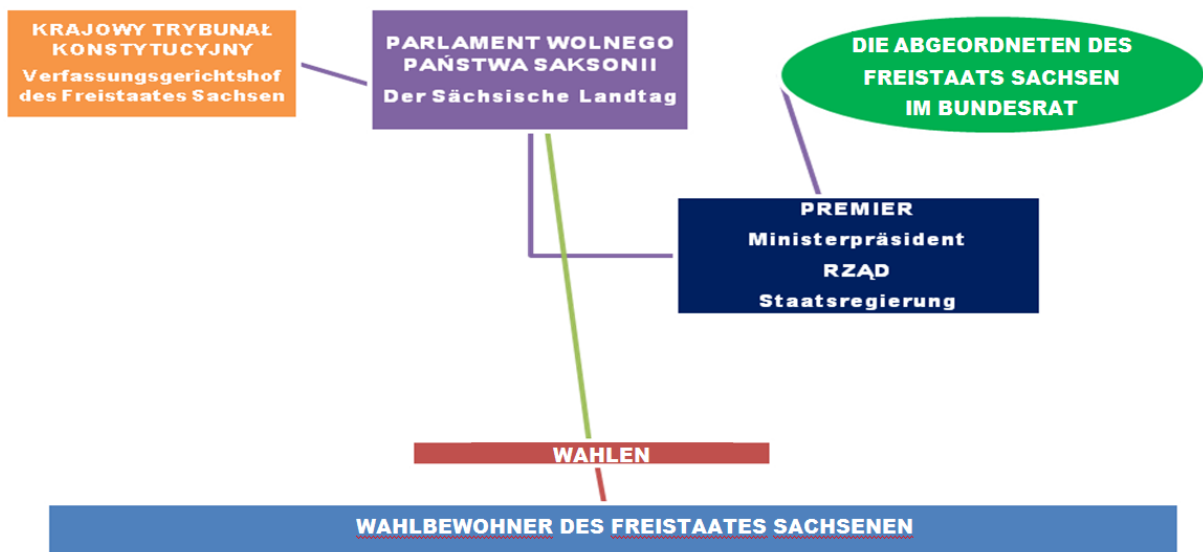 KRAJOWY TRYBUNAŁ
KONSTYTUCYJNY
Verfassungsgerichtshof
des Freistaates Sachsen
PARLAMENT WOLNEGO
PAŃSTWA SAKSONII
Der Sächsische Landtag
DIE ABGEORDNETEN DES
FREISTAATS SACHSEN
IM BUNDESRAT
PREMIER
Ministerpräsident
RZĄD
Staatsregierung
WAHLEN
WAHLBEWOHNER DES FREISTAATES SACHSENEN